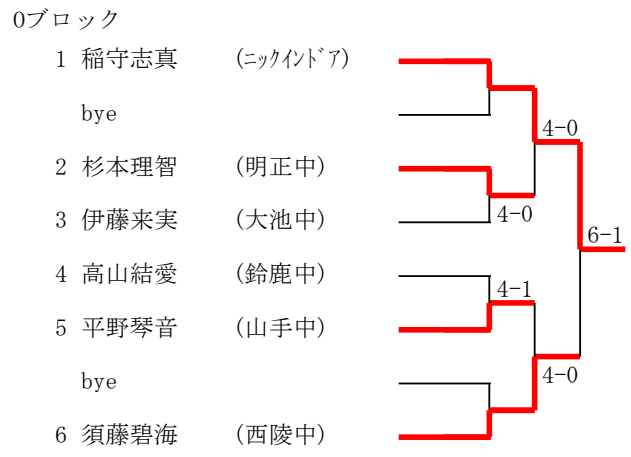 0ブロック
1 稲守志真 (ﾆｯｸｲﾝﾄﾞｱ)
bye
4-0
2 杉本理智 (明正中)
3 伊藤来実 (大池中)
4-0
6-1
4 高山結愛 (鈴鹿中)
4-1
5 平野琴音 (山手中)
bye
4-0
6 須藤碧海 (西陵中)